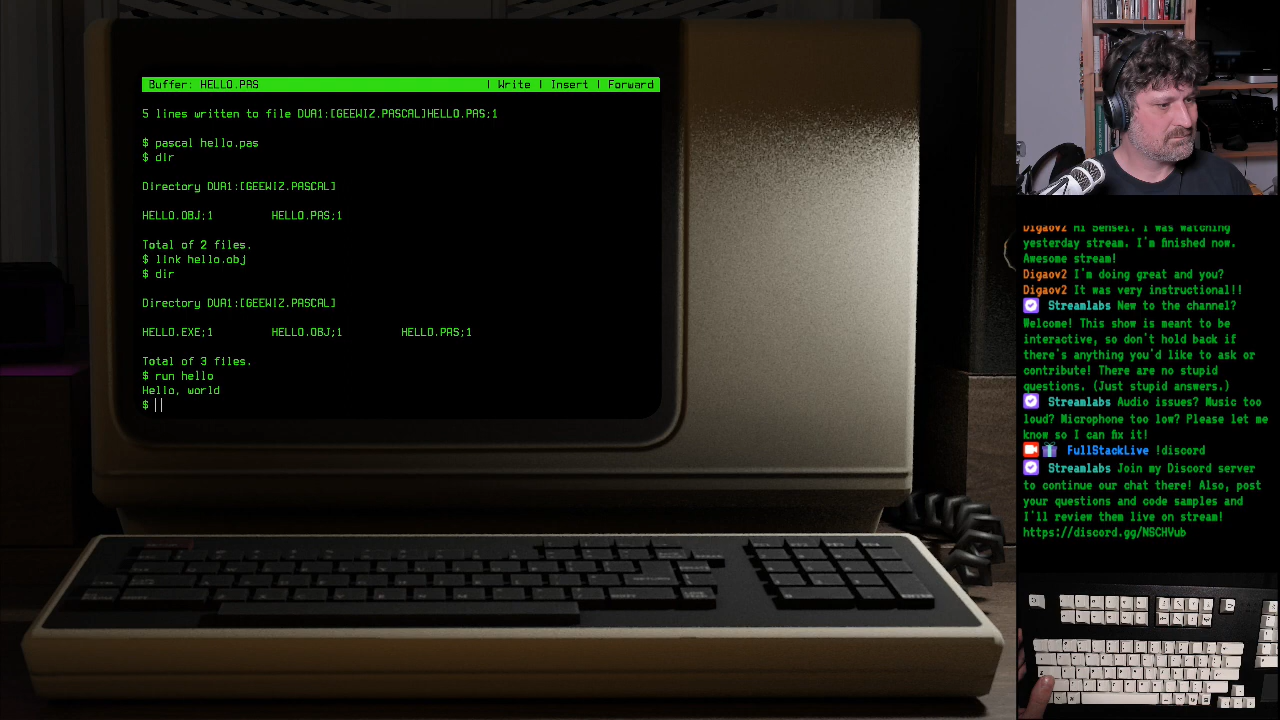 Buffer: HELLO.PAS | Write | Insert | Forward
5 lines written to file DUA1:[GEEWIZ.PASCAL]HELLO.PAS;1
$ pascal hello.pas
$ dir
Directory DUA1:[GEEWIZ.PASCAL]
HELLO.OBJ;1 HELLO.PAS;1
Total of 2 files.
$ link hello.obj
$ dir
Directory DUA1:[GEEWIZ.PASCAL]
HELLO.EXE;1 HELLO.OBJ;1 HELLO.PAS;1
Total of 3 files.
$ run hello
Hello, world
$
Digaov2 Hi Sensei. I was watching
yesterday stream. I'm finished now.
Awesome stream!
Digaov2 I'm doing great and you?
Digaov2 It was very instructional!!
Streamlabs New to the channel?
Welcome! This show is meant to be
interactive, so don't hold back if
there's anything you'd like to ask or
contribute! There are no stupid
questions. (Just stupid answers.)
Streamlabs Audio issues? Music too
loud? Microphone too low? Please let me
know so I can fix it!
FullStackLive !discord
Streamlabs Join my Discord server
to continue our chat there! Also, post
your questions and code samples and
I'll review them live on stream!
https://discord.gg/NSCHVub